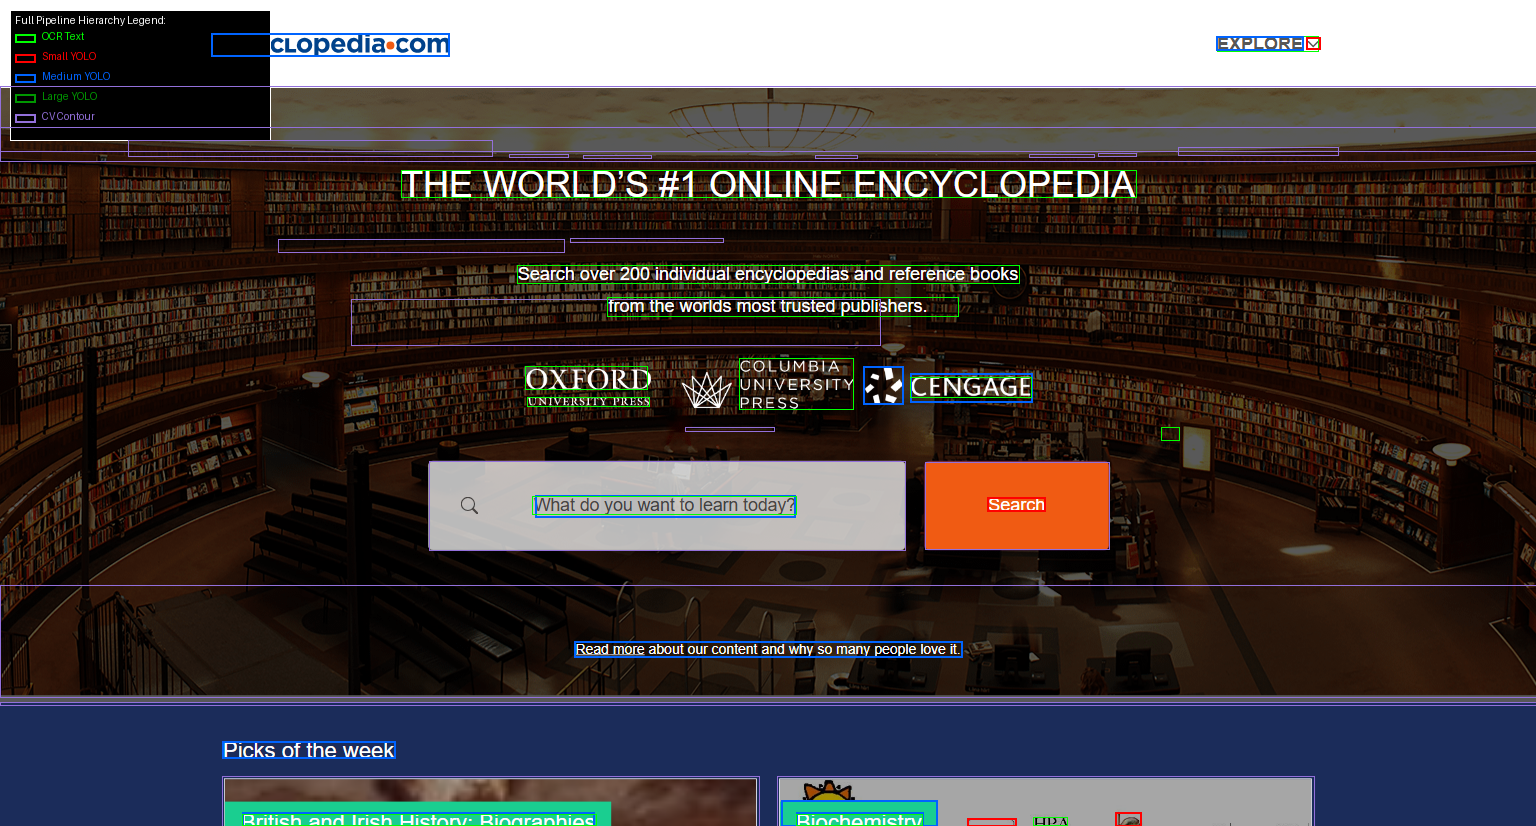 Full Pipeline Hierarchy Legend:
OCR Text
Small YOLO
Medium YOLO
Large YOLO
CV Contour
clopedia.com
EXPLORE
THE WORLD'S #1 ONLINE ENCYCLOPEDIA
Search over 200 individual encyclopedias and reference books
from the worlds most trusted publishers.
OXFORD
UNIVERSITY PRESS
COLUMBIA
UNIVERSITY
PRESS
CENGAGE
What do you want to learn today?
Search
Read more about our content and why so many people love it.
Picks of the week
British and Irish History: Biographies
Biochemistry